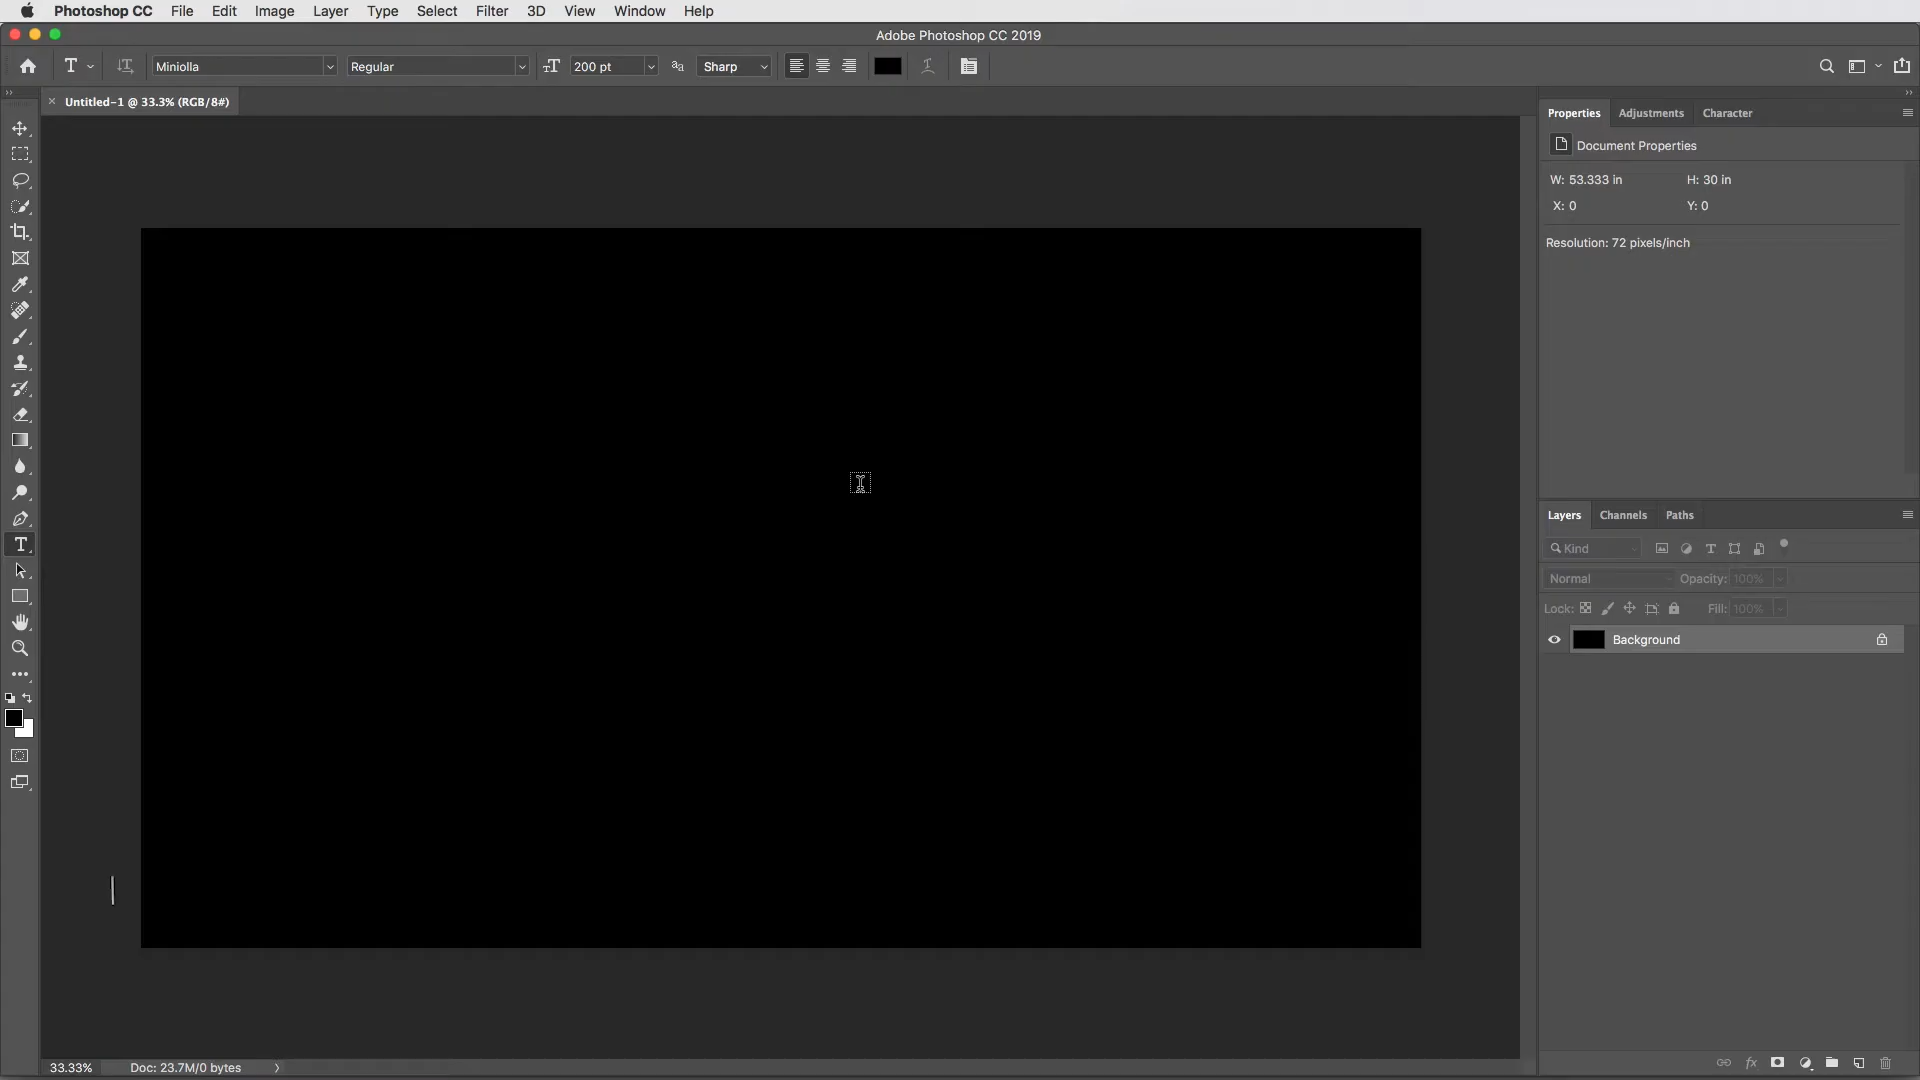 Photoshop CC File Edit Image Layer Type Select Filter 3D View Window Help
Adobe Photoshop CC 2019
Miniolla Regular 200 pt Sharp
Untitled-1 @ 33.3% (RGB/8#)
Properties Adjustments Character
Document Properties
W: 53.333 in H: 30 in
X: 0 Y: 0
Resolution: 72 pixels/inch
Layers Channels Paths
Kind
Normal Opacity: 100%
Lock: Fill: 100%
Background
33.33% Doc: 23.7M/0 bytes